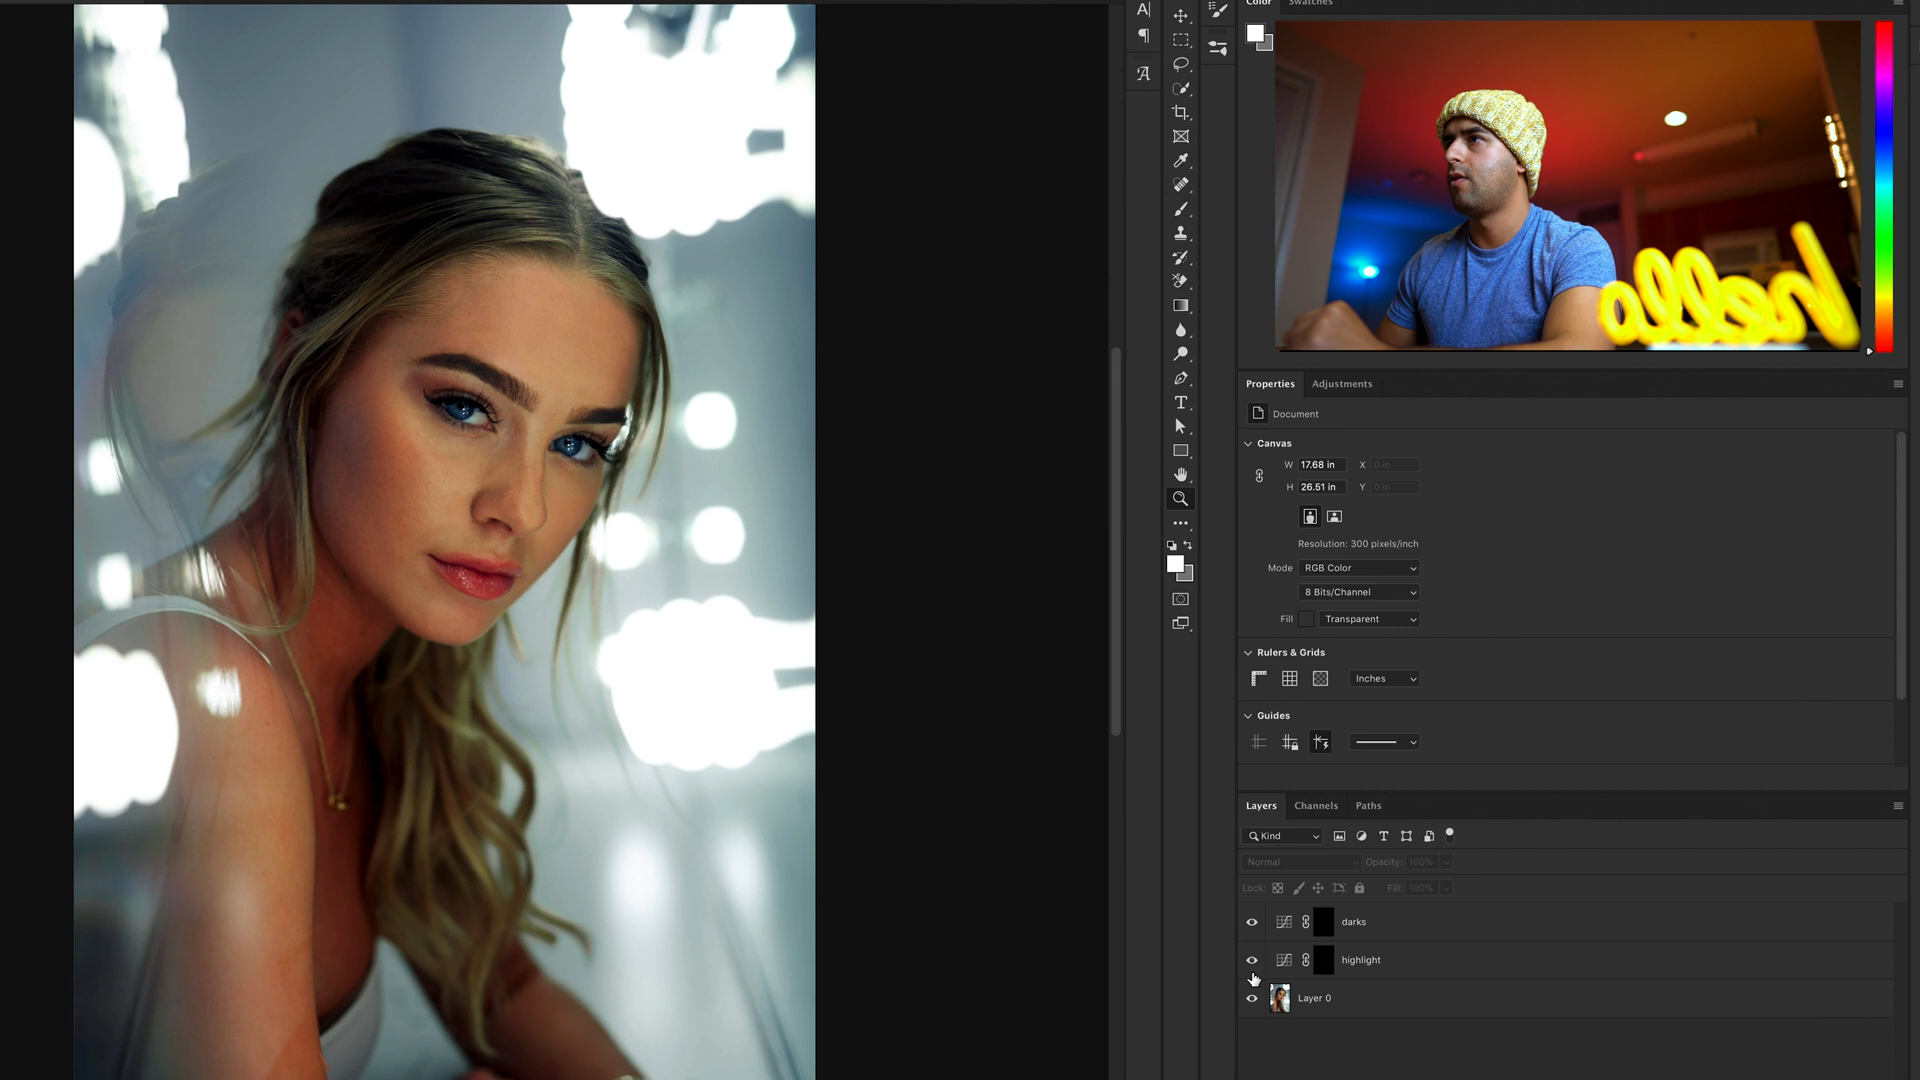 Color Swatches
hello
Properties Adjustments
Document
Canvas
W 17.68 in X 0 in
H 26.51 in Y 0 in
Resolution: 300 pixels/inch
Mode RGB Color
8 Bits/Channel
Fill Transparent
Rulers & Grids
Inches
Guides
Layers Channels Paths
Kind
Normal Opacity: 100%
Lock: Fill: 100%
darks
highlight
Layer 0